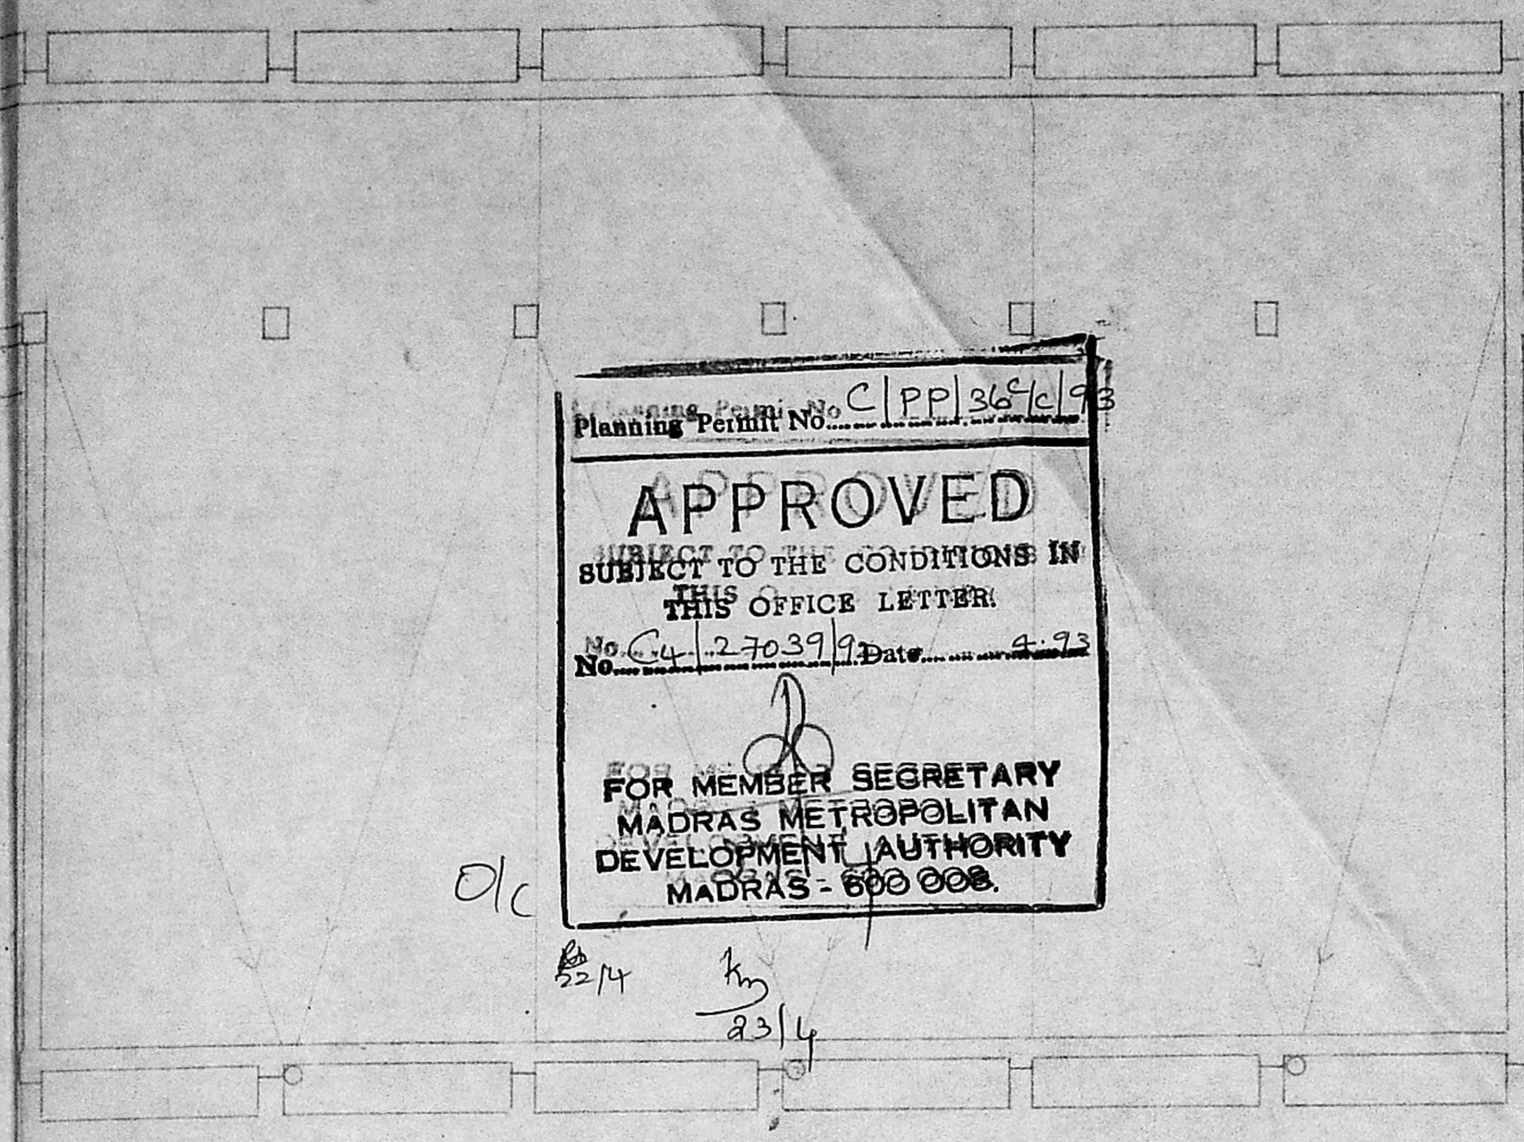 Planning Permit No. C/PP/36c/c/93
APPROVED
SUBJECT TO THE CONDITIONS IN
THIS OFFICE LETTER.
No. C4/27039/9 Date 4.93
FOR MEMBER SECRETARY
MADRAS METROPOLITAN
DEVELOPMENT AUTHORITY
MADRAS - 600 008.
O/c
22/4
23/4